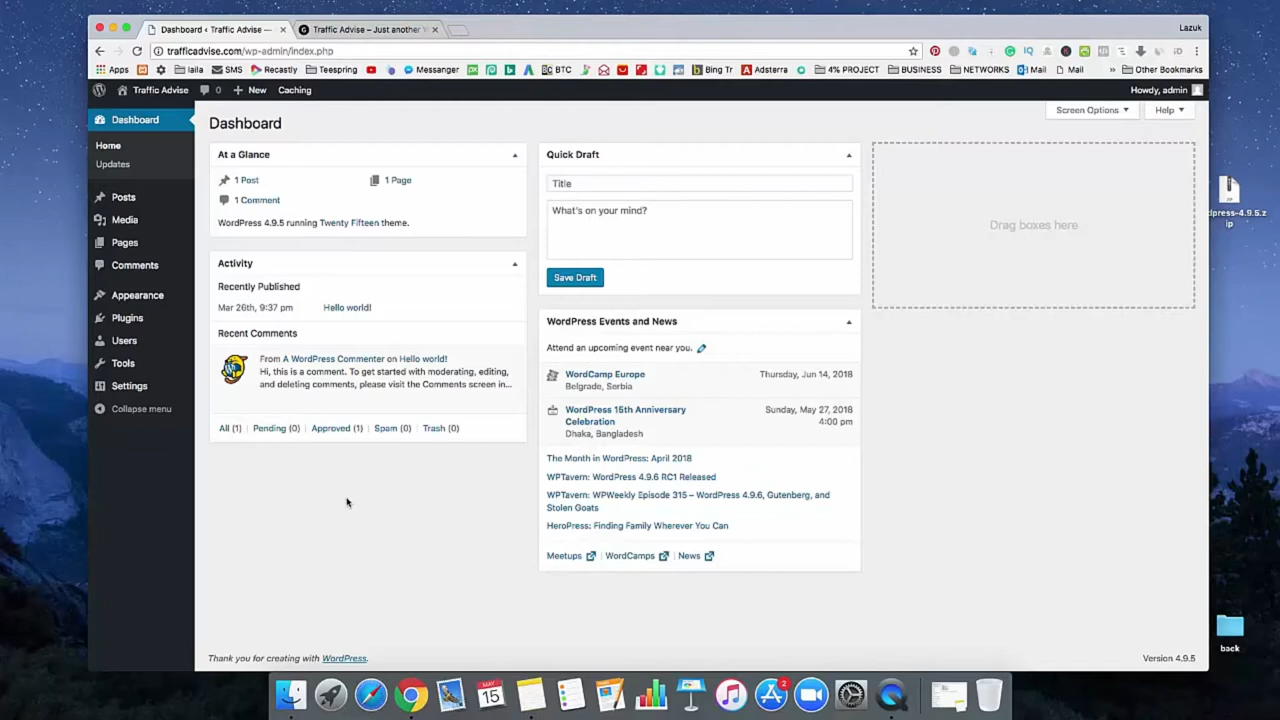 Dashboard ‹ Traffic Advise —
Traffic Advise – Just another
Lazuk
trafficadvise.com/wp-admin/index.php
Apps
laila
SMS
Recastly
Teespring
Messanger
BTC
Bing Tr
Adsterra
4% PROJECT
BUSINESS
NETWORKS
Mail
Mail
»
Other Bookmarks
Traffic Advise
0
New
Caching
Howdy, admin
Dashboard
Home
Updates
Posts
Media
Pages
Comments
Appearance
Plugins
Users
Tools
Settings
Collapse menu
Dashboard
Screen Options
Help
At a Glance
1 Post
1 Page
1 Comment
WordPress 4.9.5 running Twenty Fifteen theme.
Activity
Recently Published
Mar 26th, 9:37 pm Hello world!
Recent Comments
From A WordPress Commenter on Hello world!
Hi, this is a comment. To get started with moderating, editing,
and deleting comments, please visit the Comments screen in...
All (1) | Pending (0) | Approved (1) | Spam (0) | Trash (0)
Quick Draft
Title
What's on your mind?
Save Draft
WordPress Events and News
Attend an upcoming event near you.
WordCamp Europe
Thursday, Jun 14, 2018
Belgrade, Serbia
WordPress 15th Anniversary
Sunday, May 27, 2018
Celebration
4:00 pm
Dhaka, Bangladesh
The Month in WordPress: April 2018
WPTavern: WordPress 4.9.6 RC1 Released
WPTavern: WPWeekly Episode 315 – WordPress 4.9.6, Gutenberg, and
Stolen Goats
HeroPress: Finding Family Wherever You Can
Meetups | WordCamps | News
Drag boxes here
Thank you for creating with WordPress.
Version 4.9.5
ZIP
dpress-4.9.5.z
ip
back
MAY
15
2